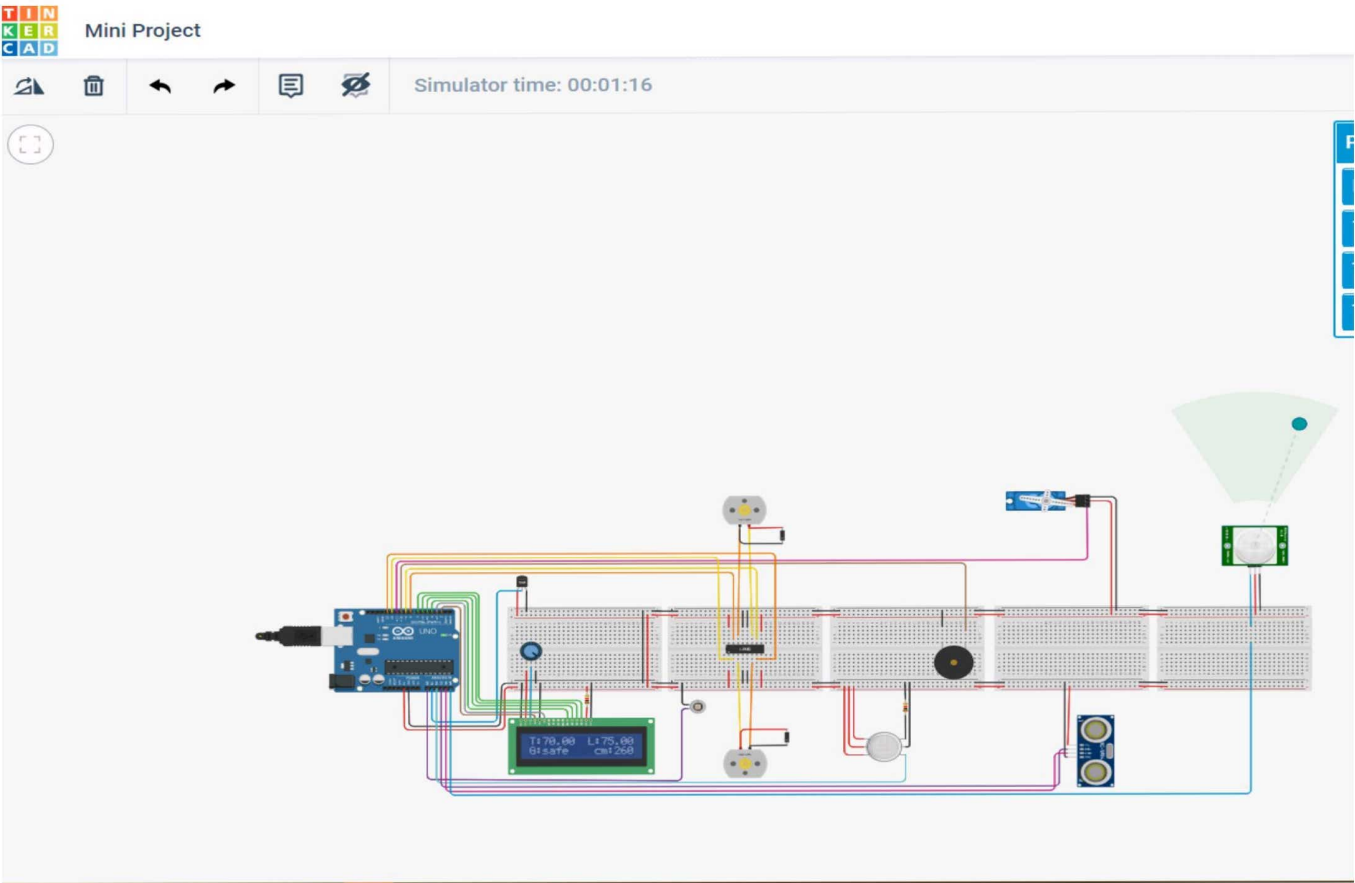 TIN
KER
CAD
Mini Project
Simulator time: 00:01:16
UNO
T:70.00 L:75.00
G:safe cm:260